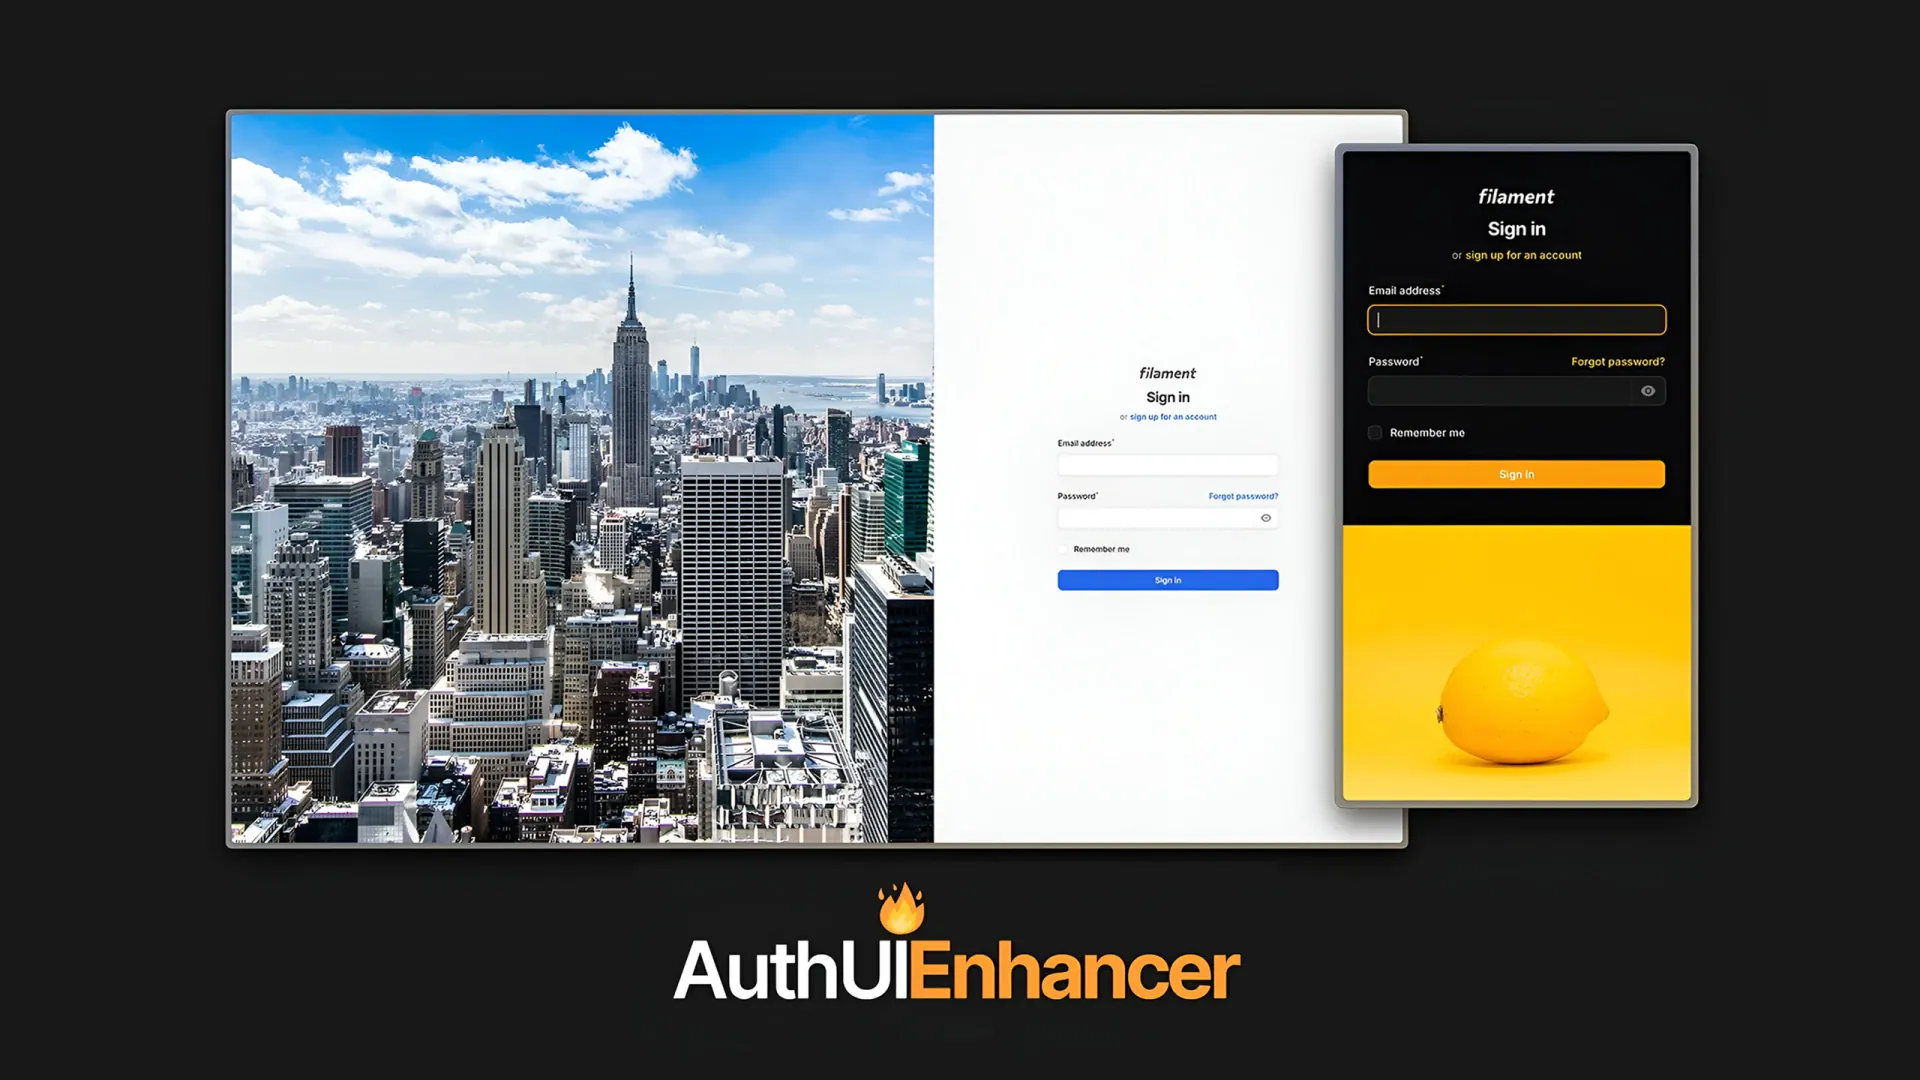 filament
Sign in
or sign up for an account
Email address*
Password* Forgot password?
Remember me
Sign In
filament
Sign in
or sign up for an account
Email address*
Password* Forgot password?
Remember me
Sign In
AuthUIEnhancer